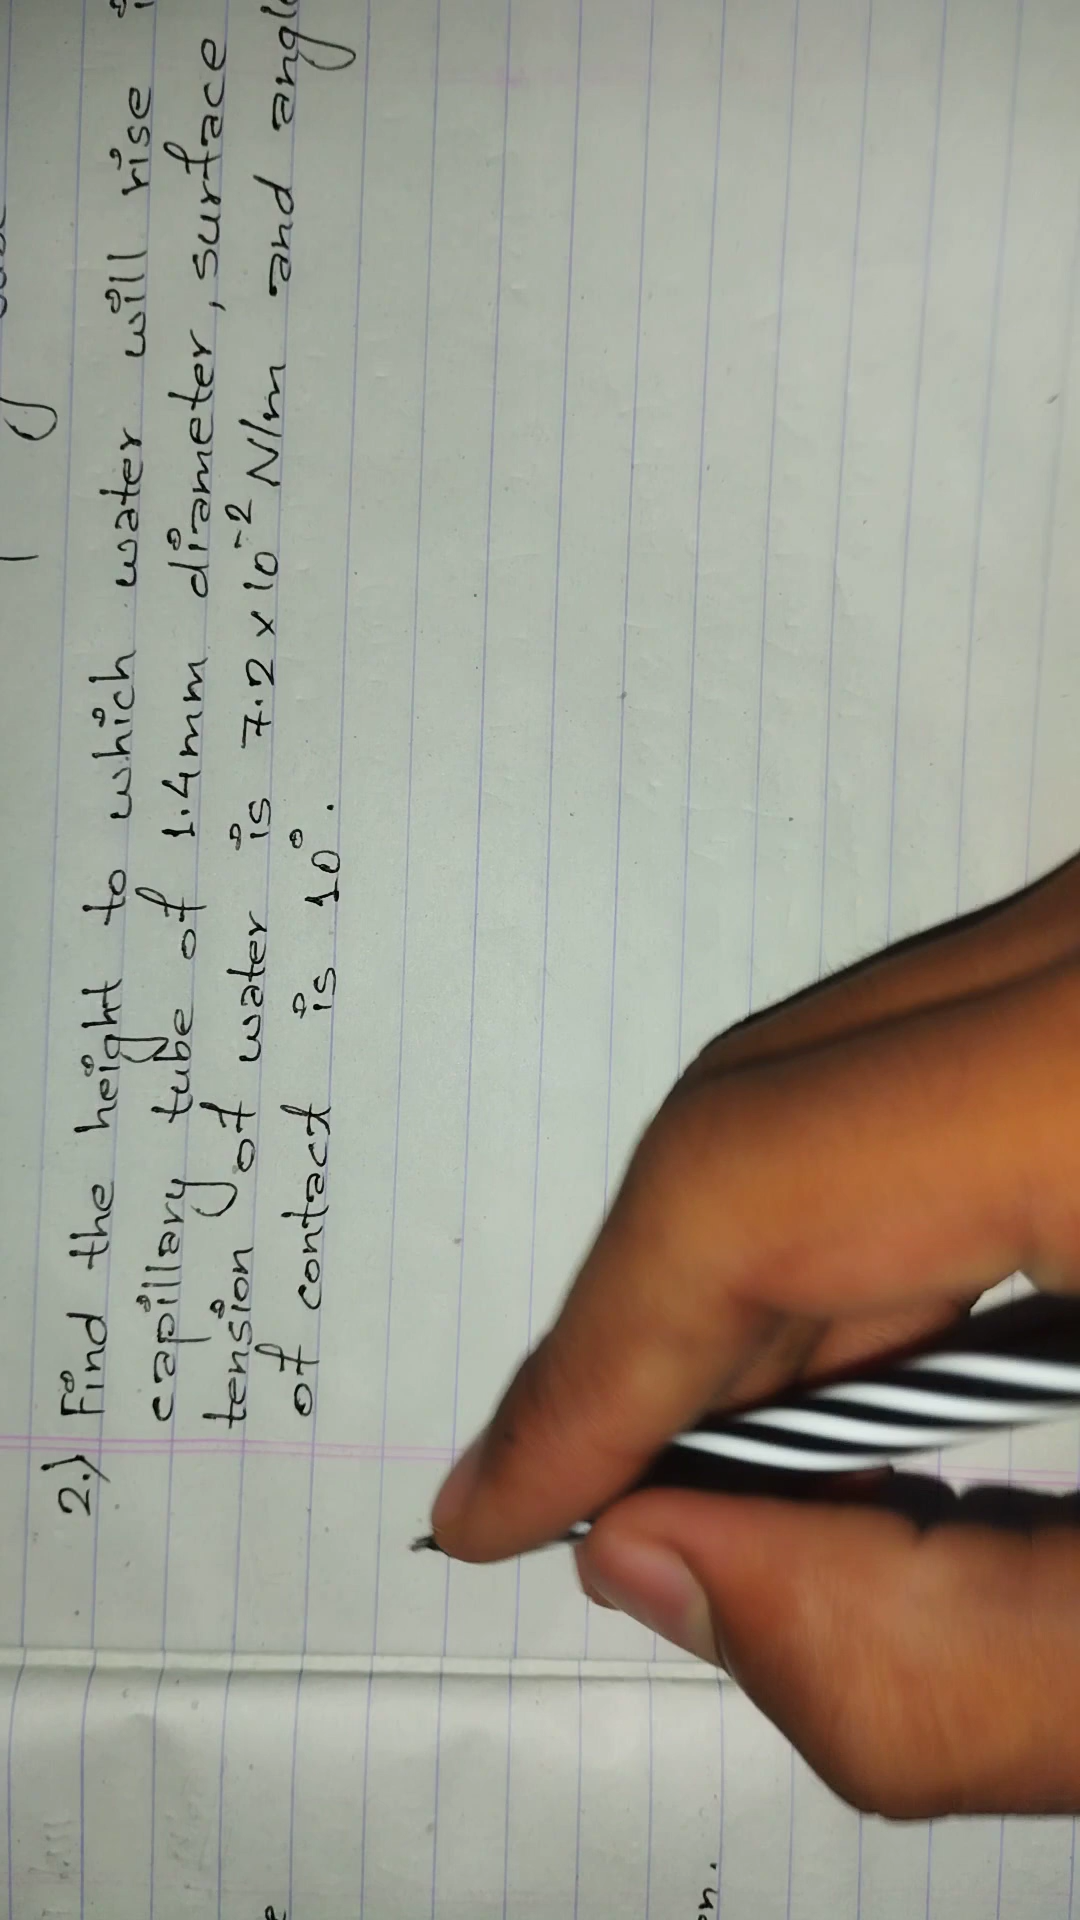 2.) Find the height to which water will rise
capillary tube of 1.4mm diameter, surface
tension of water is 7.2 x 10⁻² N/m and angle
of contact is 10°.